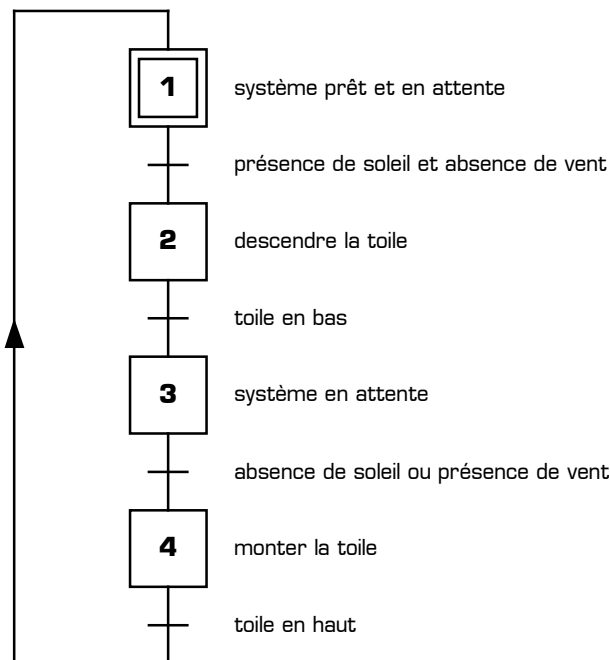 1 système prêt et en attente
présence de soleil et absence de vent
2 descendre la toile
toile en bas
3 système en attente
absence de soleil ou présence de vent
4 monter la toile
toile en haut